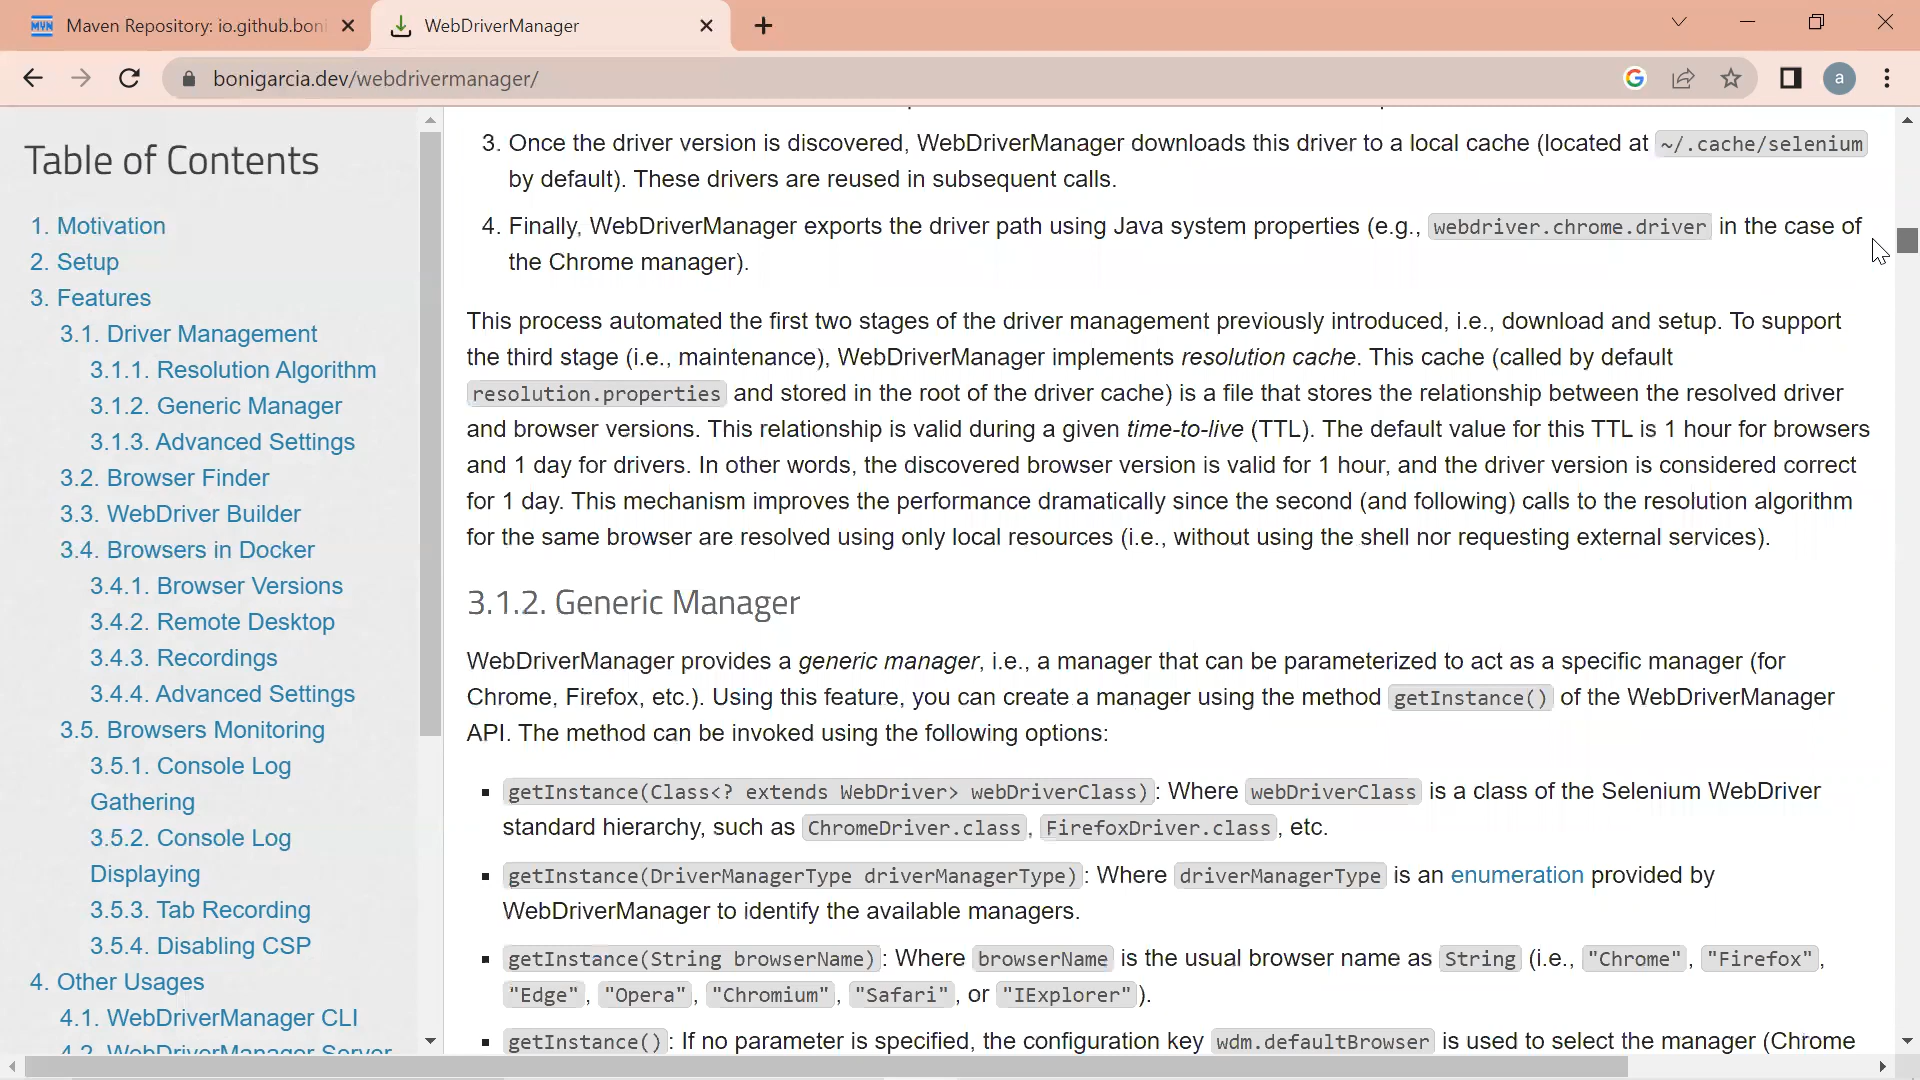 Maven Repository: io.github.boni
WebDriverManager
bonigarcia.dev/webdrivermanager/
a
Table of Contents
1. Motivation
2. Setup
3. Features
3.1. Driver Management
3.1.1. Resolution Algorithm
3.1.2. Generic Manager
3.1.3. Advanced Settings
3.2. Browser Finder
3.3. WebDriver Builder
3.4. Browsers in Docker
3.4.1. Browser Versions
3.4.2. Remote Desktop
3.4.3. Recordings
3.4.4. Advanced Settings
3.5. Browsers Monitoring
3.5.1. Console Log
Gathering
3.5.2. Console Log
Displaying
3.5.3. Tab Recording
3.5.4. Disabling CSP
4. Other Usages
4.1. WebDriverManager CLI
4.2. WebDriverManager Server
3. Once the driver version is discovered, WebDriverManager downloads this driver to a local cache (located at ~/.cache/selenium
by default). These drivers are reused in subsequent calls.
4. Finally, WebDriverManager exports the driver path using Java system properties (e.g., webdriver.chrome.driver in the case of
the Chrome manager).
This process automated the first two stages of the driver management previously introduced, i.e., download and setup. To support
the third stage (i.e., maintenance), WebDriverManager implements resolution cache. This cache (called by default
resolution.properties and stored in the root of the driver cache) is a file that stores the relationship between the resolved driver
and browser versions. This relationship is valid during a given time-to-live (TTL). The default value for this TTL is 1 hour for browsers
and 1 day for drivers. In other words, the discovered browser version is valid for 1 hour, and the driver version is considered correct
for 1 day. This mechanism improves the performance dramatically since the second (and following) calls to the resolution algorithm
for the same browser are resolved using only local resources (i.e., without using the shell nor requesting external services).
3.1.2. Generic Manager
WebDriverManager provides a generic manager, i.e., a manager that can be parameterized to act as a specific manager (for
Chrome, Firefox, etc.). Using this feature, you can create a manager using the method getInstance() of the WebDriverManager
API. The method can be invoked using the following options:
▪ getInstance(Class<? extends WebDriver> webDriverClass): Where webDriverClass is a class of the Selenium WebDriver
standard hierarchy, such as ChromeDriver.class, FirefoxDriver.class, etc.
▪ getInstance(DriverManagerType driverManagerType): Where driverManagerType is an enumeration provided by
WebDriverManager to identify the available managers.
▪ getInstance(String browserName): Where browserName is the usual browser name as String (i.e., "Chrome", "Firefox",
"Edge", "Opera", "Chromium", "Safari", or "IExplorer").
▪ getInstance(): If no parameter is specified, the configuration key wdm.defaultBrowser is used to select the manager (Chrome